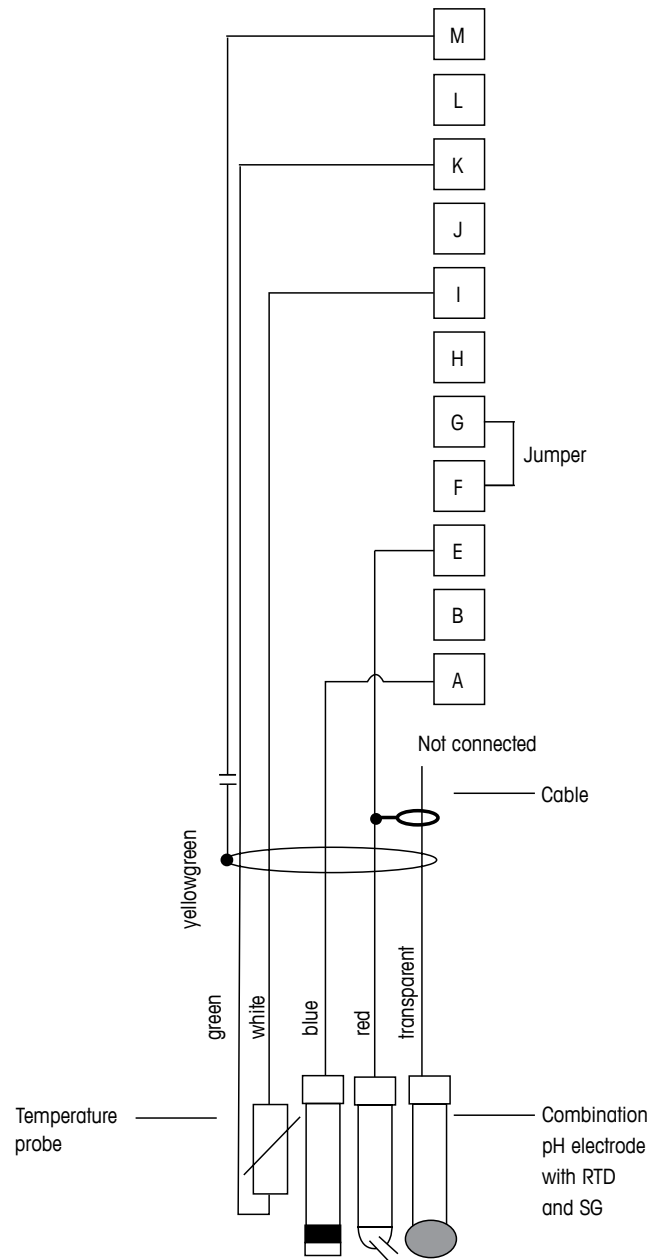 M
L
K
J
I
H
G
Jumper
F
E
B
A
Not connected
Cable
yellowgreen
green
white
blue
red
transparent
Temperature
probe
Combination
pH electrode
with RTD
and SG